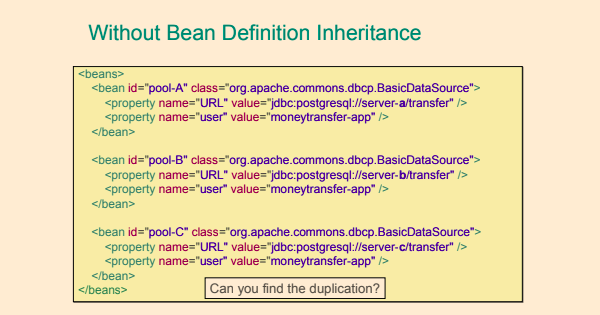 Without Bean Definition Inheritance
<beans>
<bean id="pool-A" class="org.apache.commons.dbcp.BasicDataSource">
<property name="URL" value="jdbc:postgresql://server-a/transfer" />
<property name="user" value="moneytransfer-app" />
</bean>
<bean id="pool-B" class="org.apache.commons.dbcp.BasicDataSource">
<property name="URL" value="jdbc:postgresql://server-b/transfer" />
<property name="user" value="moneytransfer-app" />
</bean>
<bean id="pool-C" class="org.apache.commons.dbcp.BasicDataSource">
<property name="URL" value="jdbc:postgresql://server-c/transfer" />
<property name="user" value="moneytransfer-app" />
</bean>
</beans>
Can you find the duplication?